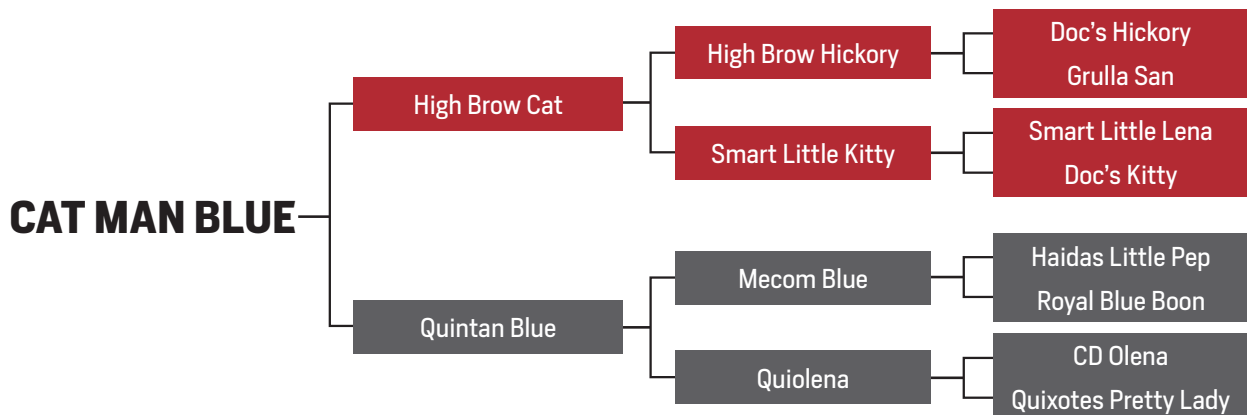 Doc's Hickory
High Brow Hickory
Grulla San
High Brow Cat
Smart Little Lena
Smart Little Kitty
Doc's Kitty
CAT MAN BLUE
Haidas Little Pep
Mecom Blue
Royal Blue Boon
Quintan Blue
CD Olena
Quiolena
Quixotes Pretty Lady